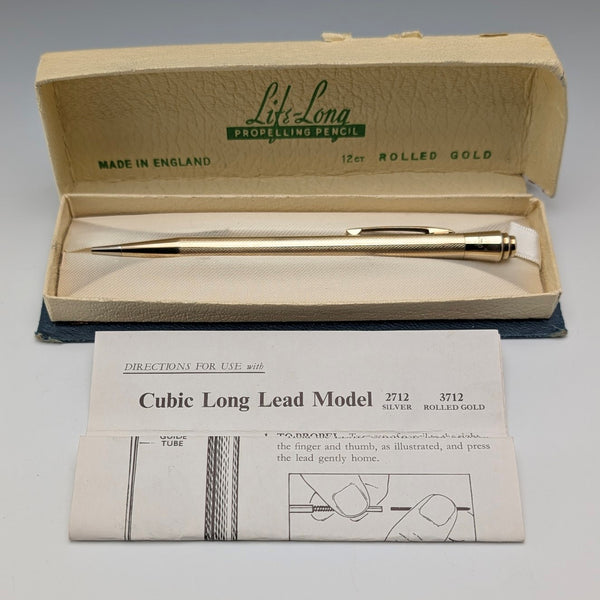 Life-Long
PROPELLING PENCIL
MADE IN ENGLAND 12CT ROLLED GOLD
DIRECTIONS FOR USE with
Cubic Long Lead Model 2712 3712
SILVER ROLLED GOLD
GUIDE
TUBE
the finger and thumb, as illustrated, and press
the lead gently home.